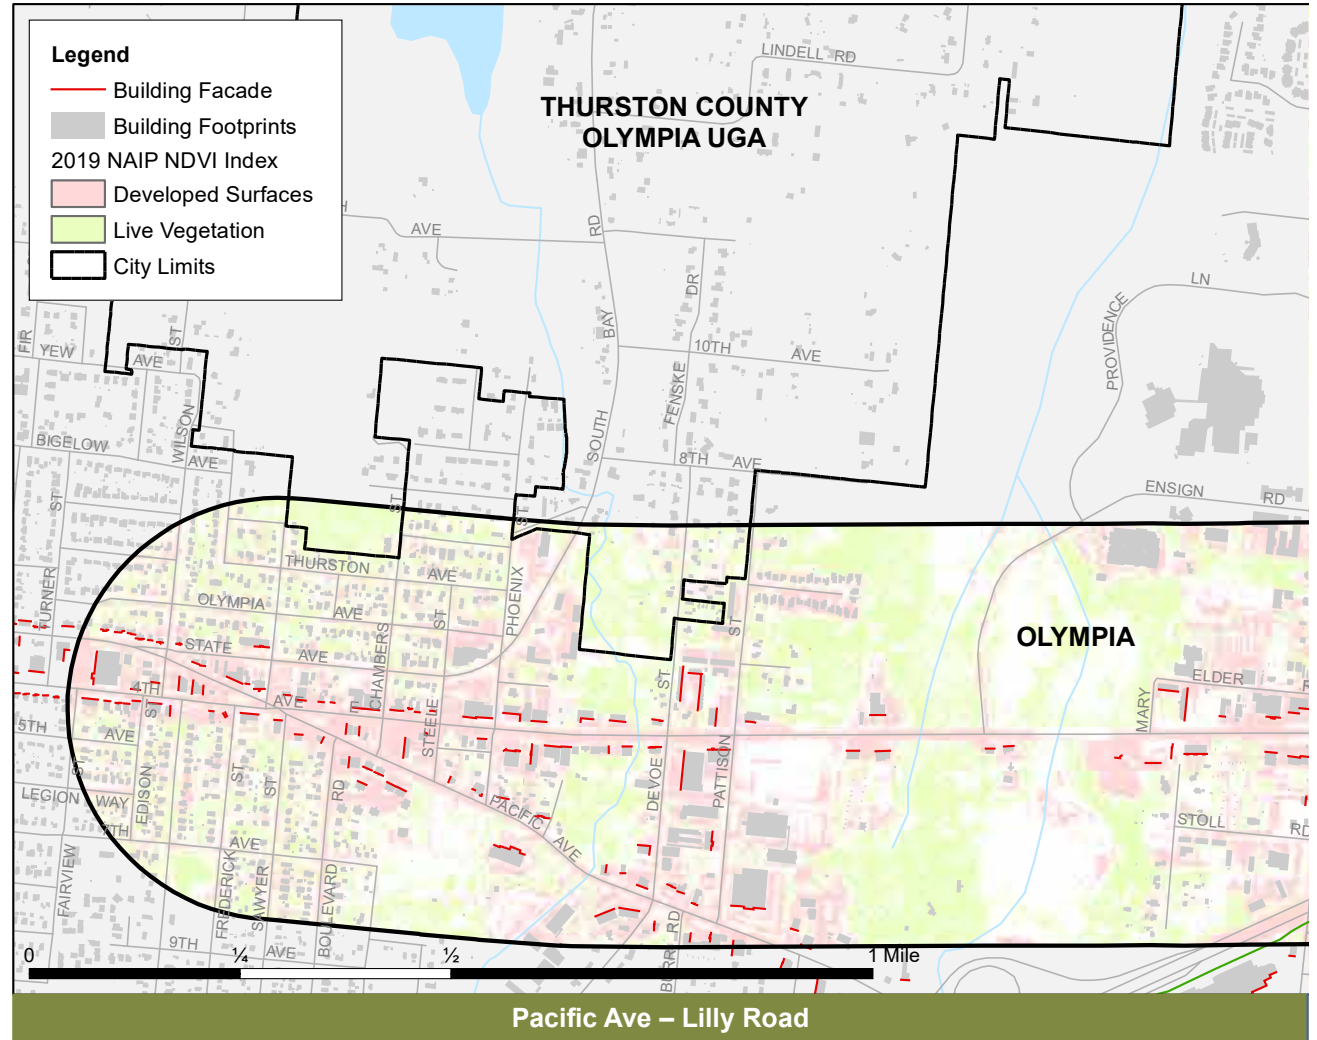 Legend
Building Facade
Building Footprints
2019 NAIP NDVI Index
Developed Surfaces
Live Vegetation
City Limits
LINDELL RD
THURSTON COUNTY
OLYMPIA UGA
H
AVE
RD
DR
BAY
SOUTH
LN
PROVIDENCE
FIR
YEW
AVE
ST
10TH
AVE
FENSKE
WILSON
BIGELOW
AVE
8TH
AVE
ENSIGN
RD
ST
ST
ST
THURSTON
AVE
TURNER
OLYMPIA
AVE
ST
PHOENIX
ST
OLYMPIA
STATE
AVE
CHAMBERS
ST
ELDER
R
4TH
AVE
ST
MARY
5TH
AVE
STEELE
ST
EDISON
ST
ST
RD
DEVOE
PATTISON
LEGION
WAY
PACIFIC
AVE
STOLL
RD
7TH
AVE
FAIRVIEW
FREDERICK
SAWYER
BOULEVARD
9TH
AVE
RD
0
¼
½
1 Mile
Pacific Ave – Lilly Road